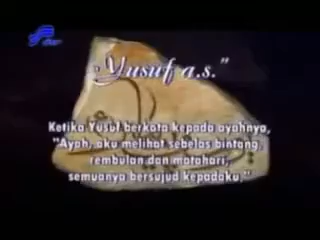 Yusuf a.s."
Ketika Yusuf berkata kepada ayahnya,
"Ayah, aku melihat sebelas bintang,
rembulan dan matahari,
semuanya bersujud kepadaku,"